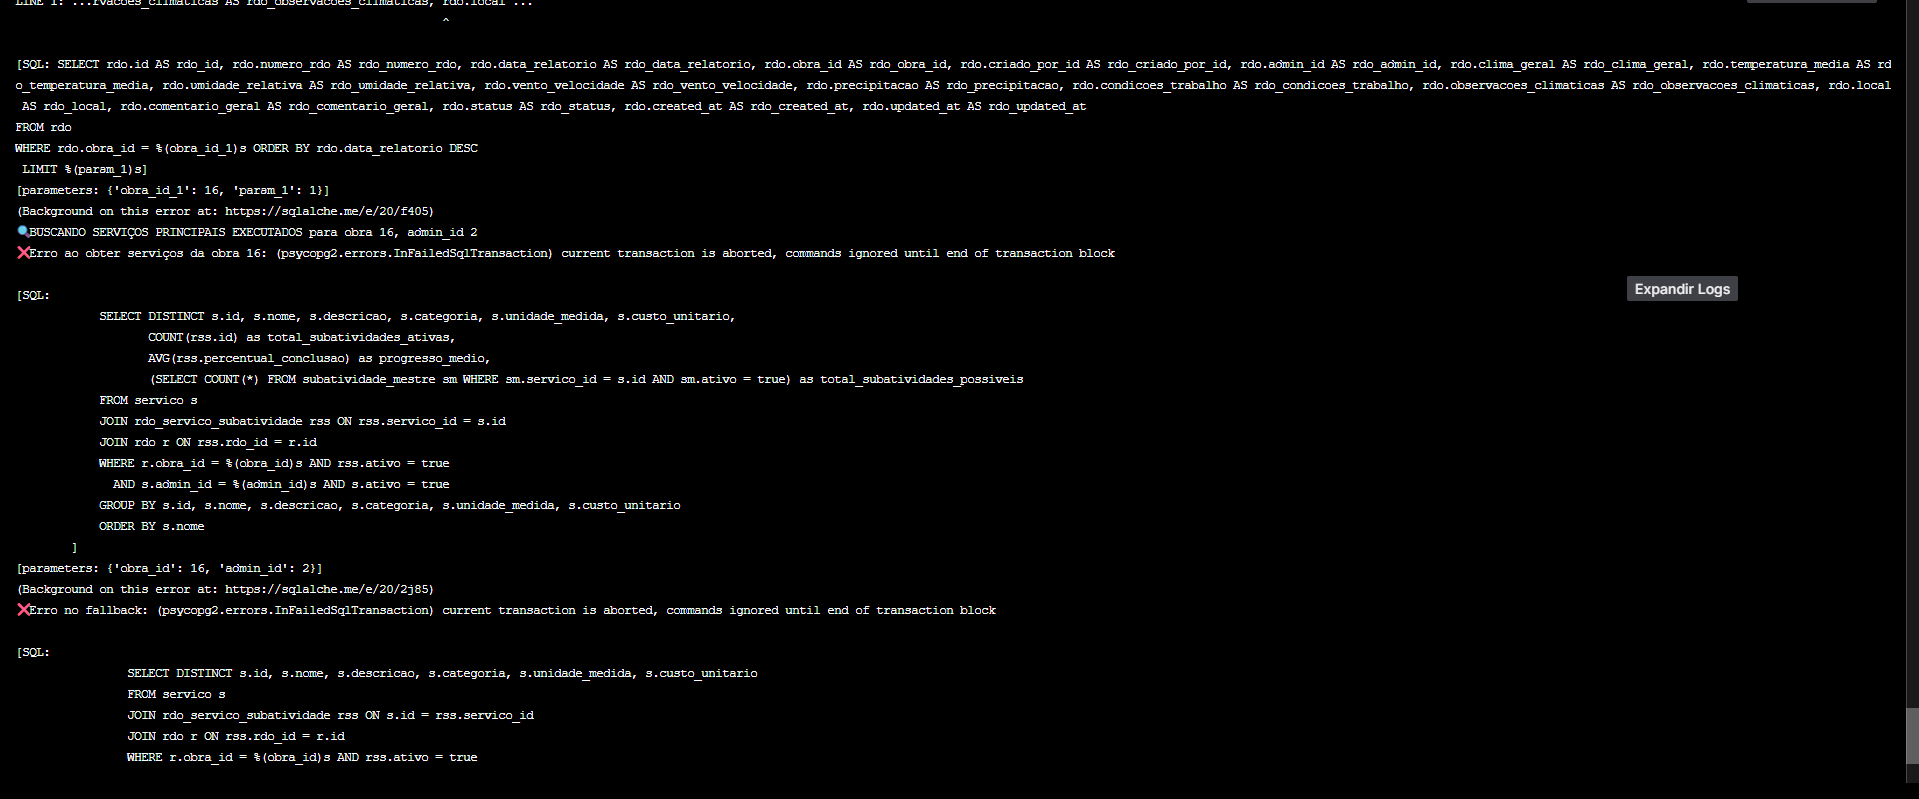 LINE 1: ...rvacoes_climaticas AS rdo_observacoes_climaticas, rdo.local ...
^
[SQL: SELECT rdo.id AS rdo_id, rdo.numero_rdo AS rdo_numero_rdo, rdo.data_relatorio AS rdo_data_relatorio, rdo.obra_id AS rdo_obra_id, rdo.criado_por_id AS rdo_criado_por_id, rdo.admin_id AS rdo_admin_id, rdo.clima_geral AS rdo_clima_geral, rdo.temperatura_media AS rd
o_temperatura_media, rdo.umidade_relativa AS rdo_umidade_relativa, rdo.vento_velocidade AS rdo_vento_velocidade, rdo.precipitacao AS rdo_precipitacao, rdo.condicoes_trabalho AS rdo_condicoes_trabalho, rdo.observacoes_climaticas AS rdo_observacoes_climaticas, rdo.local
AS rdo_local, rdo.comentario_geral AS rdo_comentario_geral, rdo.status AS rdo_status, rdo.created_at AS rdo_created_at, rdo.updated_at AS rdo_updated_at
FROM rdo
WHERE rdo.obra_id = %(obra_id_1)s ORDER BY rdo.data_relatorio DESC
LIMIT %(param_1)s]
[parameters: {'obra_id_1': 16, 'param_1': 1}]
(Background on this error at: https://sqlalche.me/e/20/f405)
🔍BUSCANDO SERVIÇOS PRINCIPAIS EXECUTADOS para obra 16, admin_id 2
❌Erro ao obter serviços da obra 16: (psycopg2.errors.InFailedSqlTransaction) current transaction is aborted, commands ignored until end of transaction block
Expandir Logs
[SQL:
SELECT DISTINCT s.id, s.nome, s.descricao, s.categoria, s.unidade_medida, s.custo_unitario,
COUNT(rss.id) as total_subatividades_ativas,
AVG(rss.percentual_conclusao) as progresso_medio,
(SELECT COUNT(*) FROM subatividade_mestre sm WHERE sm.servico_id = s.id AND sm.ativo = true) as total_subatividades_possiveis
FROM servico s
JOIN rdo_servico_subatividade rss ON rss.servico_id = s.id
JOIN rdo r ON rss.rdo_id = r.id
WHERE r.obra_id = %(obra_id)s AND rss.ativo = true
AND s.admin_id = %(admin_id)s AND s.ativo = true
GROUP BY s.id, s.nome, s.descricao, s.categoria, s.unidade_medida, s.custo_unitario
ORDER BY s.nome
]
[parameters: {'obra_id': 16, 'admin_id': 2}]
(Background on this error at: https://sqlalche.me/e/20/2j85)
❌Erro no fallback: (psycopg2.errors.InFailedSqlTransaction) current transaction is aborted, commands ignored until end of transaction block
[SQL:
SELECT DISTINCT s.id, s.nome, s.descricao, s.categoria, s.unidade_medida, s.custo_unitario
FROM servico s
JOIN rdo_servico_subatividade rss ON s.id = rss.servico_id
JOIN rdo r ON rss.rdo_id = r.id
WHERE r.obra_id = %(obra_id)s AND rss.ativo = true